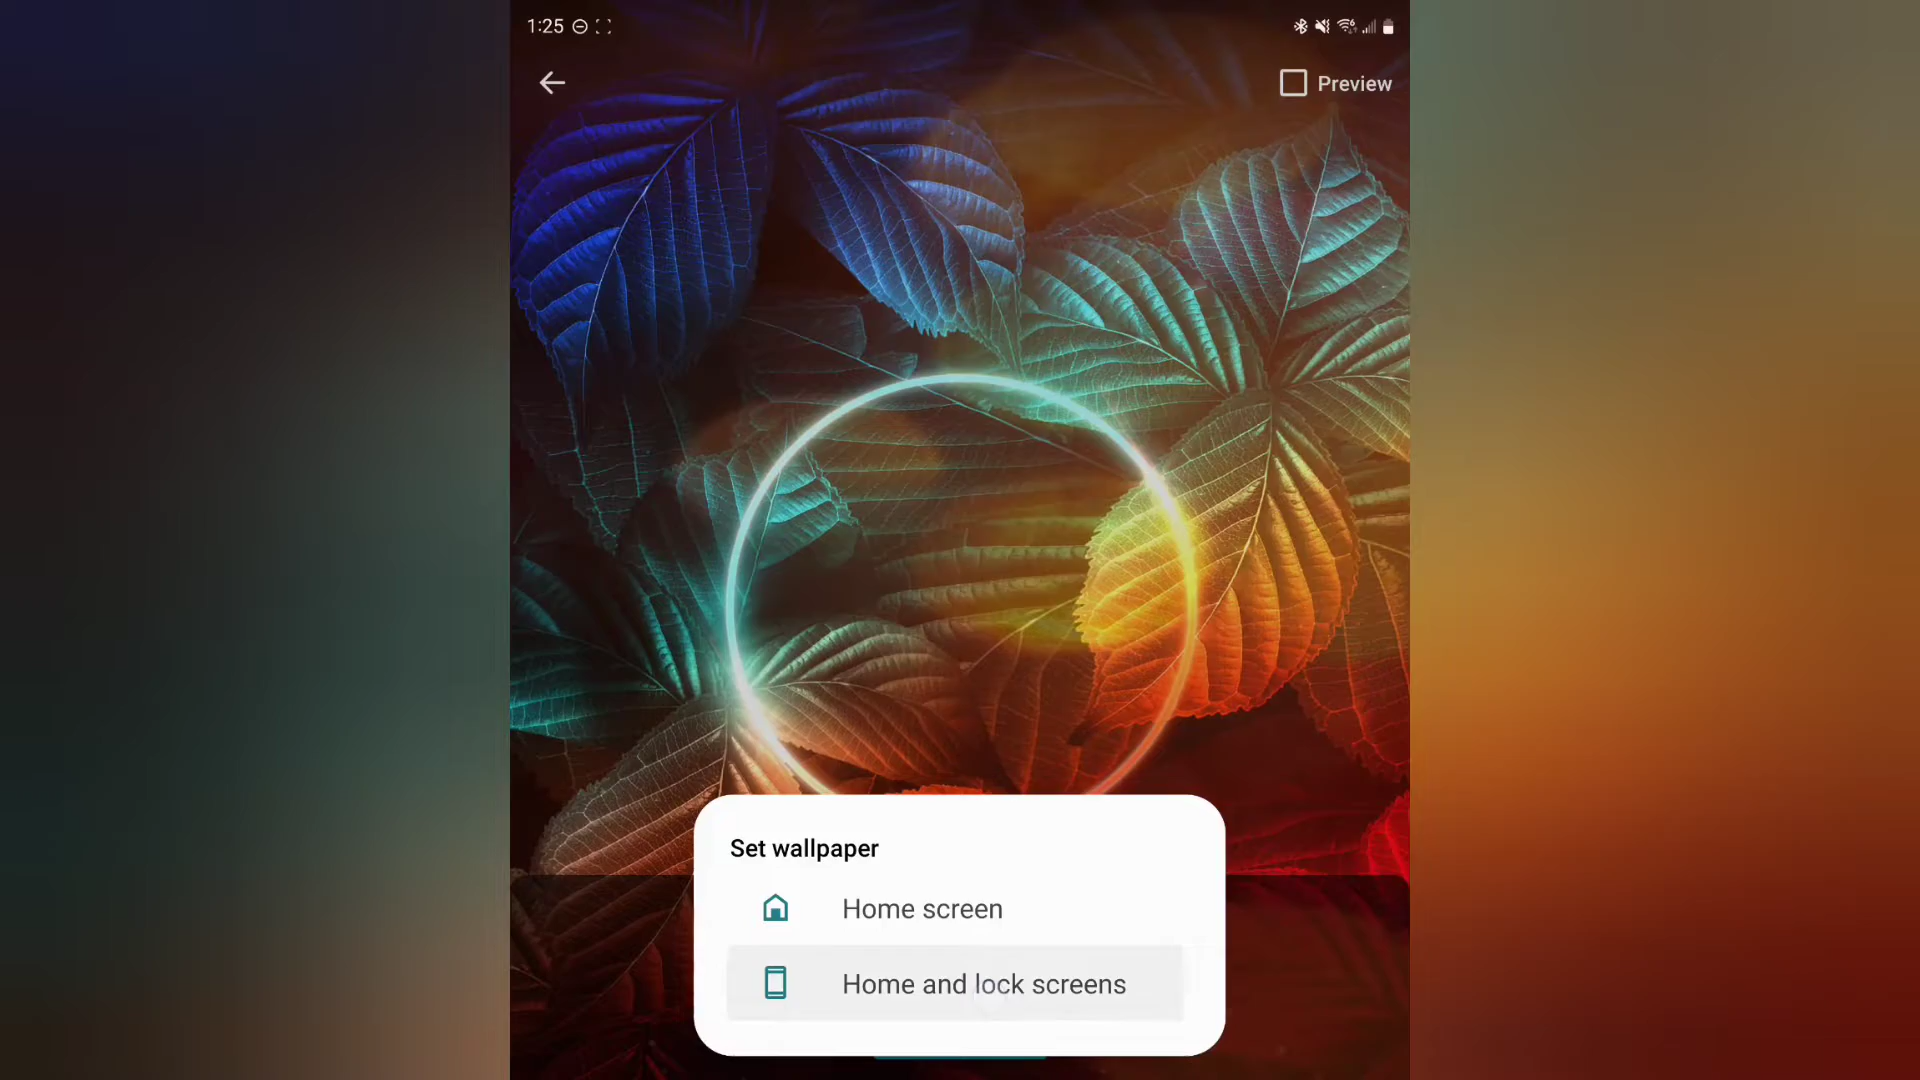 1:25
Preview
Set wallpaper
Home screen
Home and lock screens